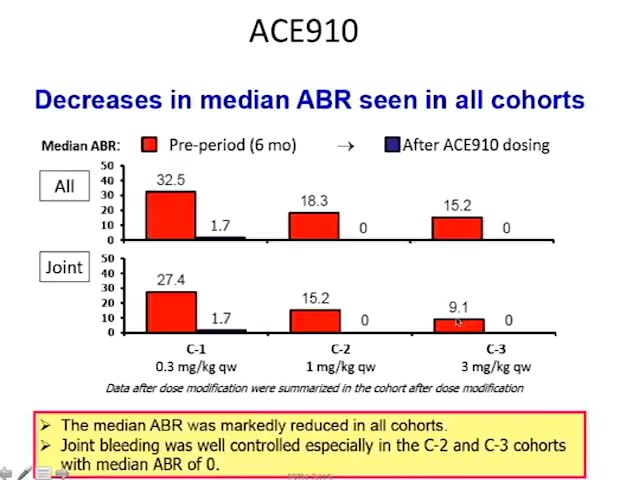 ACE910
Decreases in median ABR seen in all cohorts
Median ABR: Pre-period (6 mo) → After ACE910 dosing
All
50
40
30
20
10
0
32.5
1.7
18.3
0
15.2
0
Joint
50
40
30
20
10
0
27.4
1.7
15.2
0
9.1
0
C-1 C-2 C-3
0.3 mg/kg qw 1 mg/kg qw 3 mg/kg qw
Data after dose modification were summarized in the cohort after dose modification
➢ The median ABR was markedly reduced in all cohorts.
➢ Joint bleeding was well controlled especially in the C-2 and C-3 cohorts
with median ABR of 0.